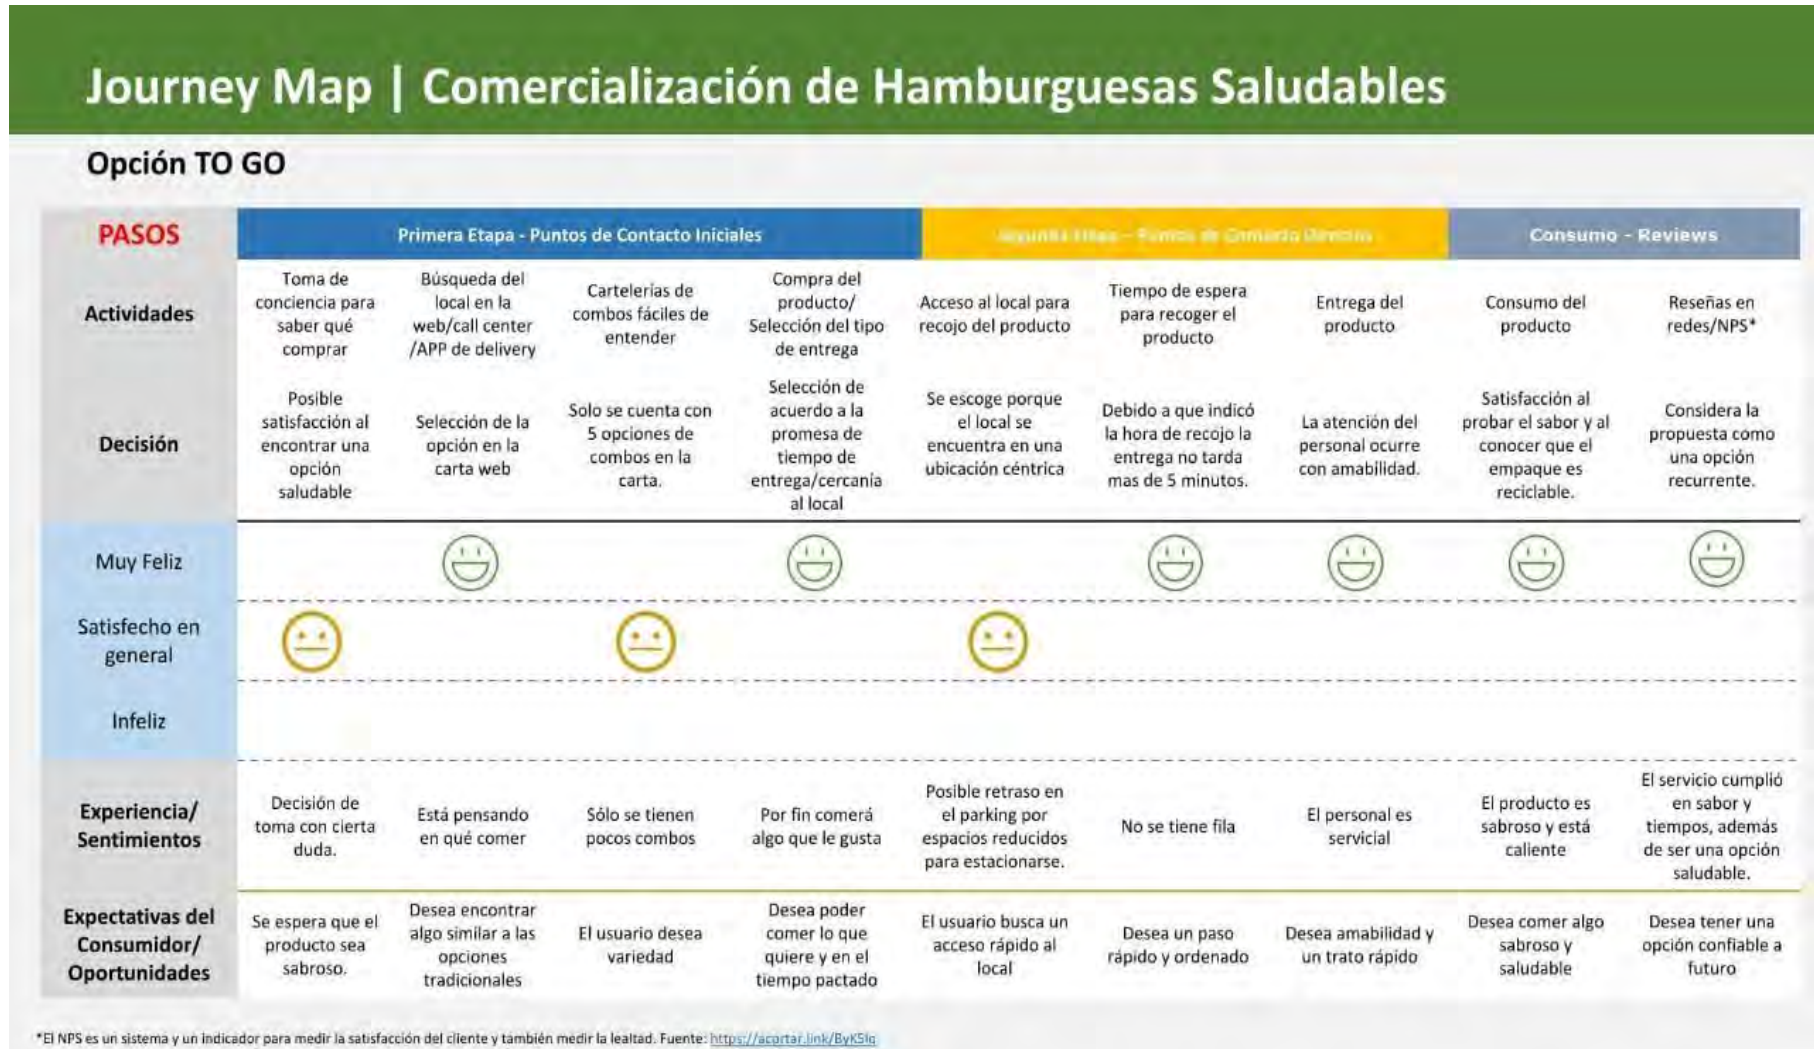 Journey Map | Comercialización de Hamburguesas Saludables
Opción TO GO
PASOS
Primera Etapa - Puntos de Contacto Iniciales
Segunda Etapa – Puntos de Contacto
Consumo - Reviews
Actividades
Toma de
conciencia para
saber qué
comprar
Búsqueda del
local en la
web/call center
/APP de delivery
Cartelerías de
combos fáciles de
entender
Compra del
producto/
Selección del tipo
de entrega
Acceso al local para
recojo del producto
Tiempo de espera
para recoger el
producto
Entrega del
producto
Consumo del
producto
Reseñas en
redes/NPS*
Decisión
Posible
satisfacción al
encontrar una
opción
saludable
Selección de la
opción en la
carta web
Solo se cuenta con
5 opciones de
combos en la
carta.
Selección de
acuerdo a la
promesa de
tiempo de
entrega/cercanía
al local
Se escoge porque
el local se
encuentra en una
ubicación céntrica
Debido a que indicó
la hora de recojo la
entrega no tarda
mas de 5 minutos.
La atención del
personal ocurre
con amabilidad.
Satisfacción al
probar el sabor y al
conocer que el
empaque es
reciclable.
Considera la
propuesta como
una opción
recurrente.
Muy Feliz
Satisfecho en
general
Infeliz
Experiencia/
Sentimientos
Decisión de
toma con cierta
duda.
Está pensando
en qué comer
Sólo se tienen
pocos combos
Por fin comerá
algo que le gusta
Posible retraso en
el parking por
espacios reducidos
para estacionarse.
No se tiene fila
El personal es
servicial
El producto es
sabroso y está
caliente
El servicio cumplió
en sabor y
tiempos, además
de ser una opción
saludable.
Expectativas del
Consumidor/
Oportunidades
Se espera que el
producto sea
sabroso.
Desea encontrar
algo similar a las
opciones
tradicionales
El usuario desea
variedad
Desea poder
comer lo que
quiere y en el
tiempo pactado
El usuario busca un
acceso rápido al
local
Desea un paso
rápido y ordenado
Desea amabilidad y
un trato rápido
Desea comer algo
sabroso y
saludable
Desea tener una
opción confiable a
futuro
*El NPS es un sistema y un indicador para medir la satisfacción del cliente y también medir la lealtad. Fuente: